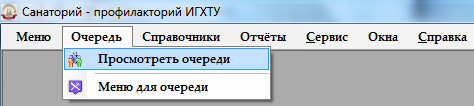 Санаторий - профилакторий ИГХТУ
Меню Очередь Справочники Отчёты Сервис Окна Справка
Просмотреть очереди
Меню для очереди